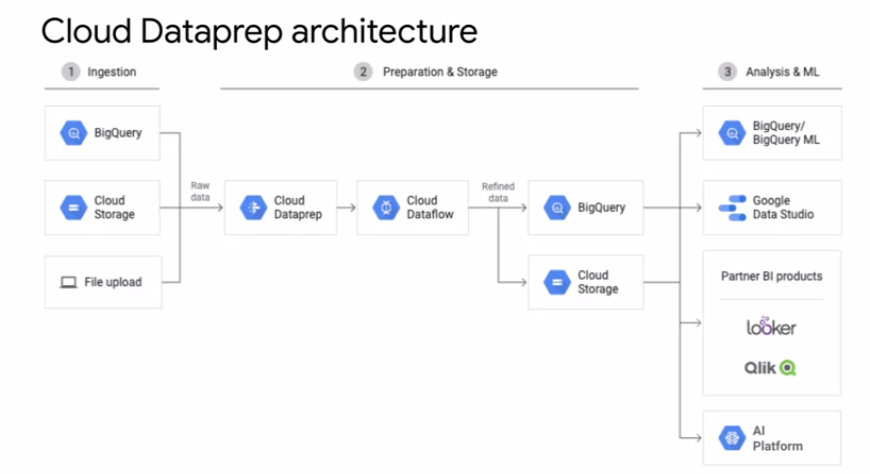 Cloud Dataprep architecture
1 Ingestion
2 Preparation & Storage
3 Analysis & ML
BigQuery
Cloud
Storage
File upload
Raw
data
Cloud
Dataprep
Cloud
Dataflow
Refined
data
BigQuery
Cloud
Storage
BigQuery/
BigQuery ML
Google
Data Studio
Partner BI products
looker
Qlik
AI
Platform